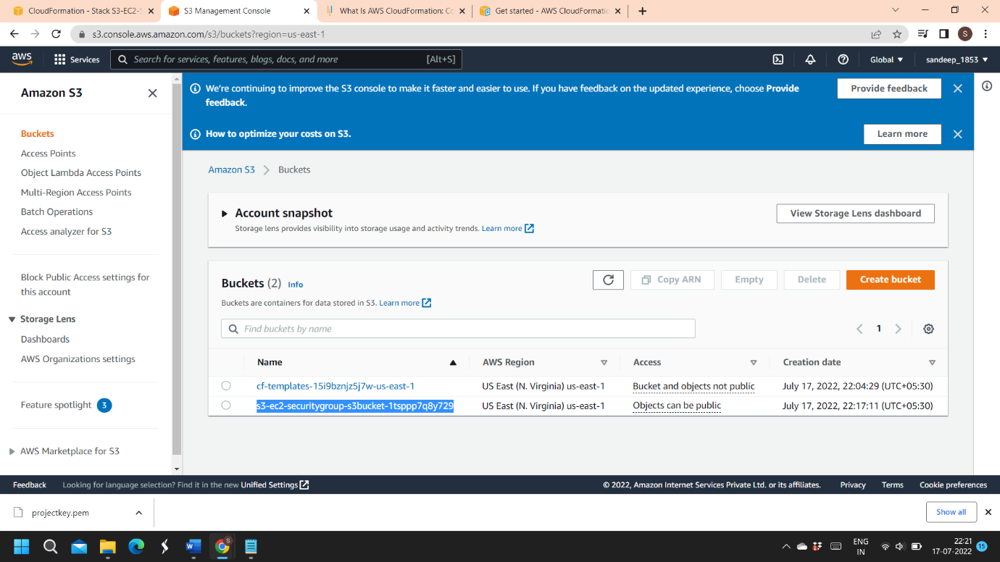 CloudFormation - Stack S3-EC2-S
S3 Management Console
What Is AWS CloudFormation: Co
Get started - AWS CloudFormatio
s3.console.aws.amazon.com/s3/buckets?region=us-east-1
S
aws
Services
Search for services, features, blogs, docs, and more
[Alt+S]
Global
sandeep_1853
Amazon S3
Buckets
Access Points
Object Lambda Access Points
Multi-Region Access Points
Batch Operations
Access analyzer for S3
Block Public Access settings for
this account
Storage Lens
Dashboards
AWS Organizations settings
Feature spotlight 3
AWS Marketplace for S3
We're continuing to improve the S3 console to make it faster and easier to use. If you have feedback on the updated experience, choose Provide
feedback.
Provide feedback
How to optimize your costs on S3.
Learn more
Amazon S3 Buckets
Account snapshot
Storage lens provides visibility into storage usage and activity trends. Learn more
View Storage Lens dashboard
Buckets (2) Info
Buckets are containers for data stored in S3. Learn more
Copy ARN
Empty
Delete
Create bucket
Find buckets by name
1
Name AWS Region Access Creation date
cf-templates-15i9bznjz5j7w-us-east-1 US East (N. Virginia) us-east-1 Bucket and objects not public July 17, 2022, 22:04:29 (UTC+05:30)
s3-ec2-securitygroup-s3bucket-1tsppp7q8y729 US East (N. Virginia) us-east-1 Objects can be public July 17, 2022, 22:17:11 (UTC+05:30)
Feedback Looking for language selection? Find it in the new Unified Settings
© 2022, Amazon Internet Services Private Ltd. or its affiliates. Privacy Terms Cookie preferences
projectkey.pem
Show all
W
S
ENG
IN
22:21
17-07-2022
15